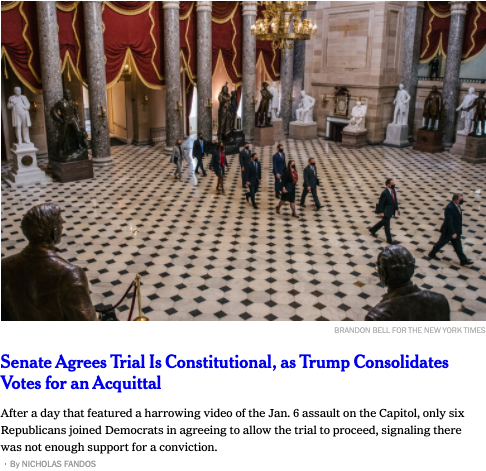 BRANDON BELL FOR THE NEW YORK TIMES
Senate Agrees Trial Is Constitutional, as Trump Consolidates
Votes for an Acquittal
After a day that featured a harrowing video of the Jan. 6 assault on the Capitol, only six
Republicans joined Democrats in agreeing to allow the trial to proceed, signaling there
was not enough support for a conviction.
· By NICHOLAS FANDOS